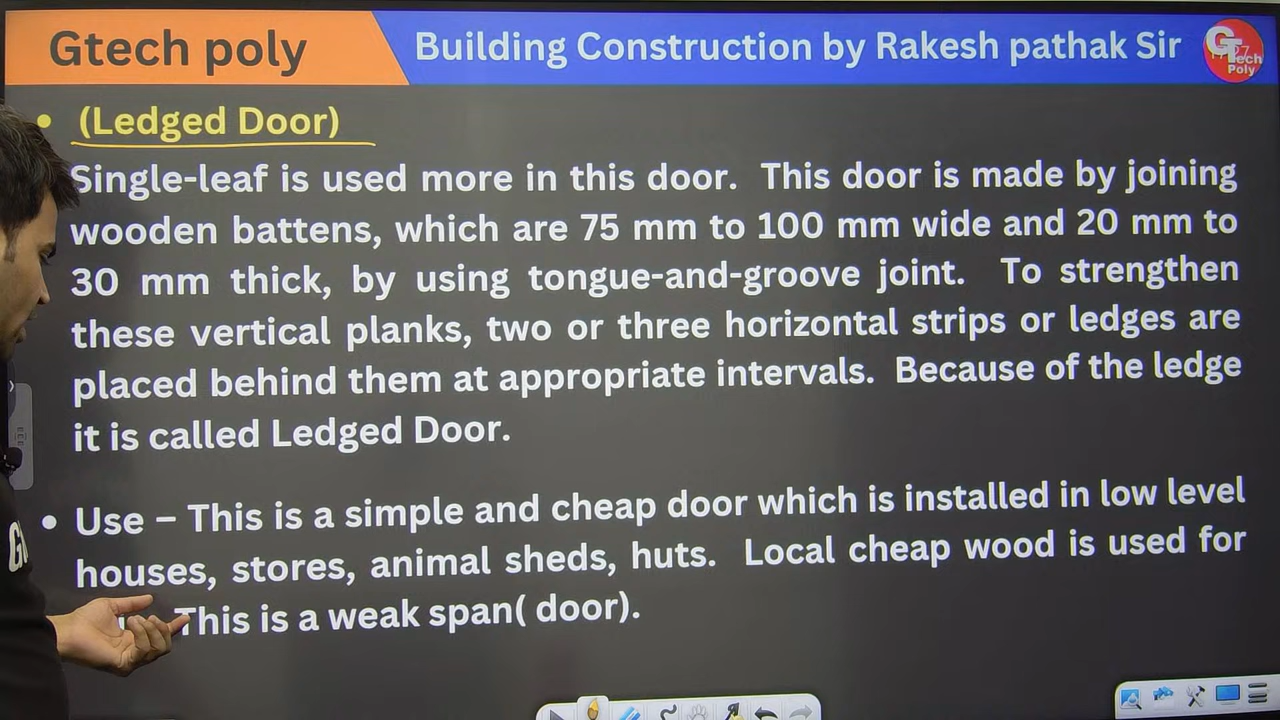 Gtech poly
Building Construction by Rakesh pathak Sir
GT ech Poly
• (Ledged Door)
Single-leaf is used more in this door. This door is made by joining
wooden battens, which are 75 mm to 100 mm wide and 20 mm to
30 mm thick, by using tongue-and-groove joint. To strengthen
these vertical planks, two or three horizontal strips or ledges are
placed behind them at appropriate intervals. Because of the ledge
it is called Ledged Door.
• Use – This is a simple and cheap door which is installed in low level
houses, stores, animal sheds, huts. Local cheap wood is used for
This is a weak span( door).